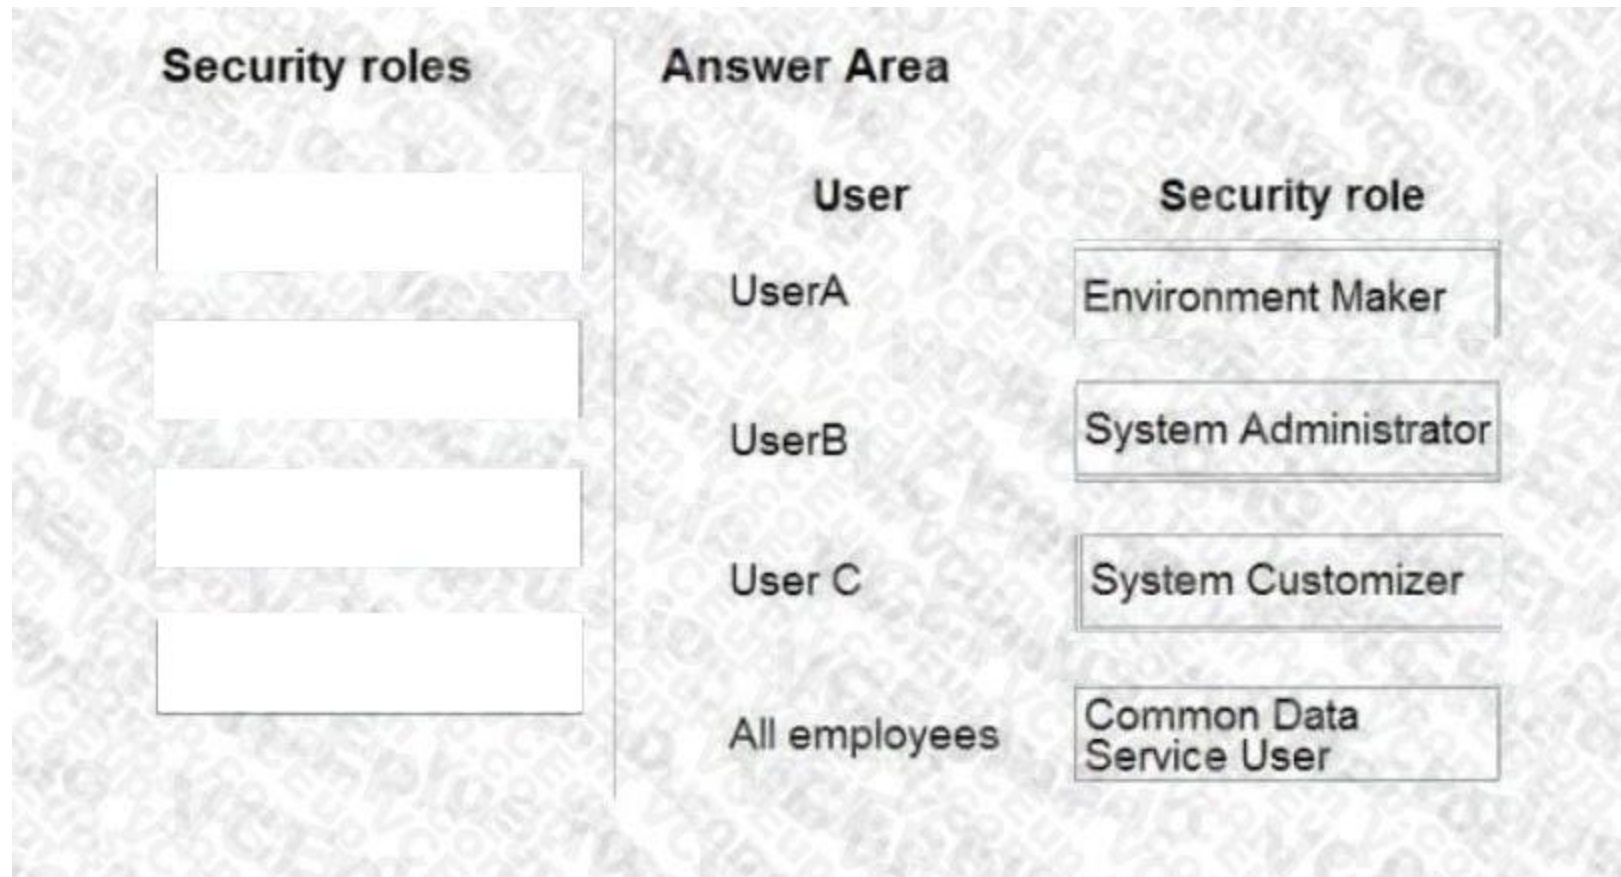 Security roles
Answer Area
User
Security role
UserA
Environment Maker
UserB
System Administrator
User C
System Customizer
All employees
Common Data
Service User